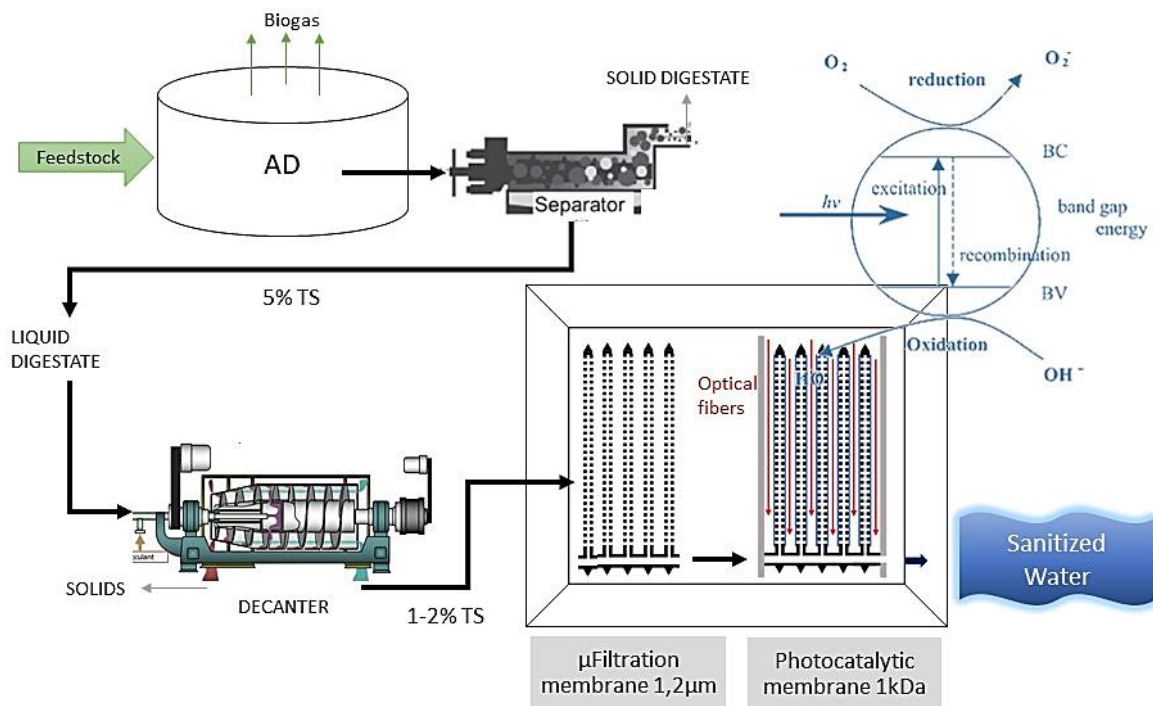 Biogas
Feedstock
AD
SOLID DIGESTATE
Separator
5% TS
LIQUID
DIGESTATE
SOLIDS
DECANTER
1-2% TS
Optical
fibers
µFiltration
membrane 1,2µm
Photocatalytic
membrane 1kDa
Sanitized
Water
O₂
reduction
O₂⁻
BC
excitation
hν
band gap
energy
recombination
BV
Oxidation
OH⁻